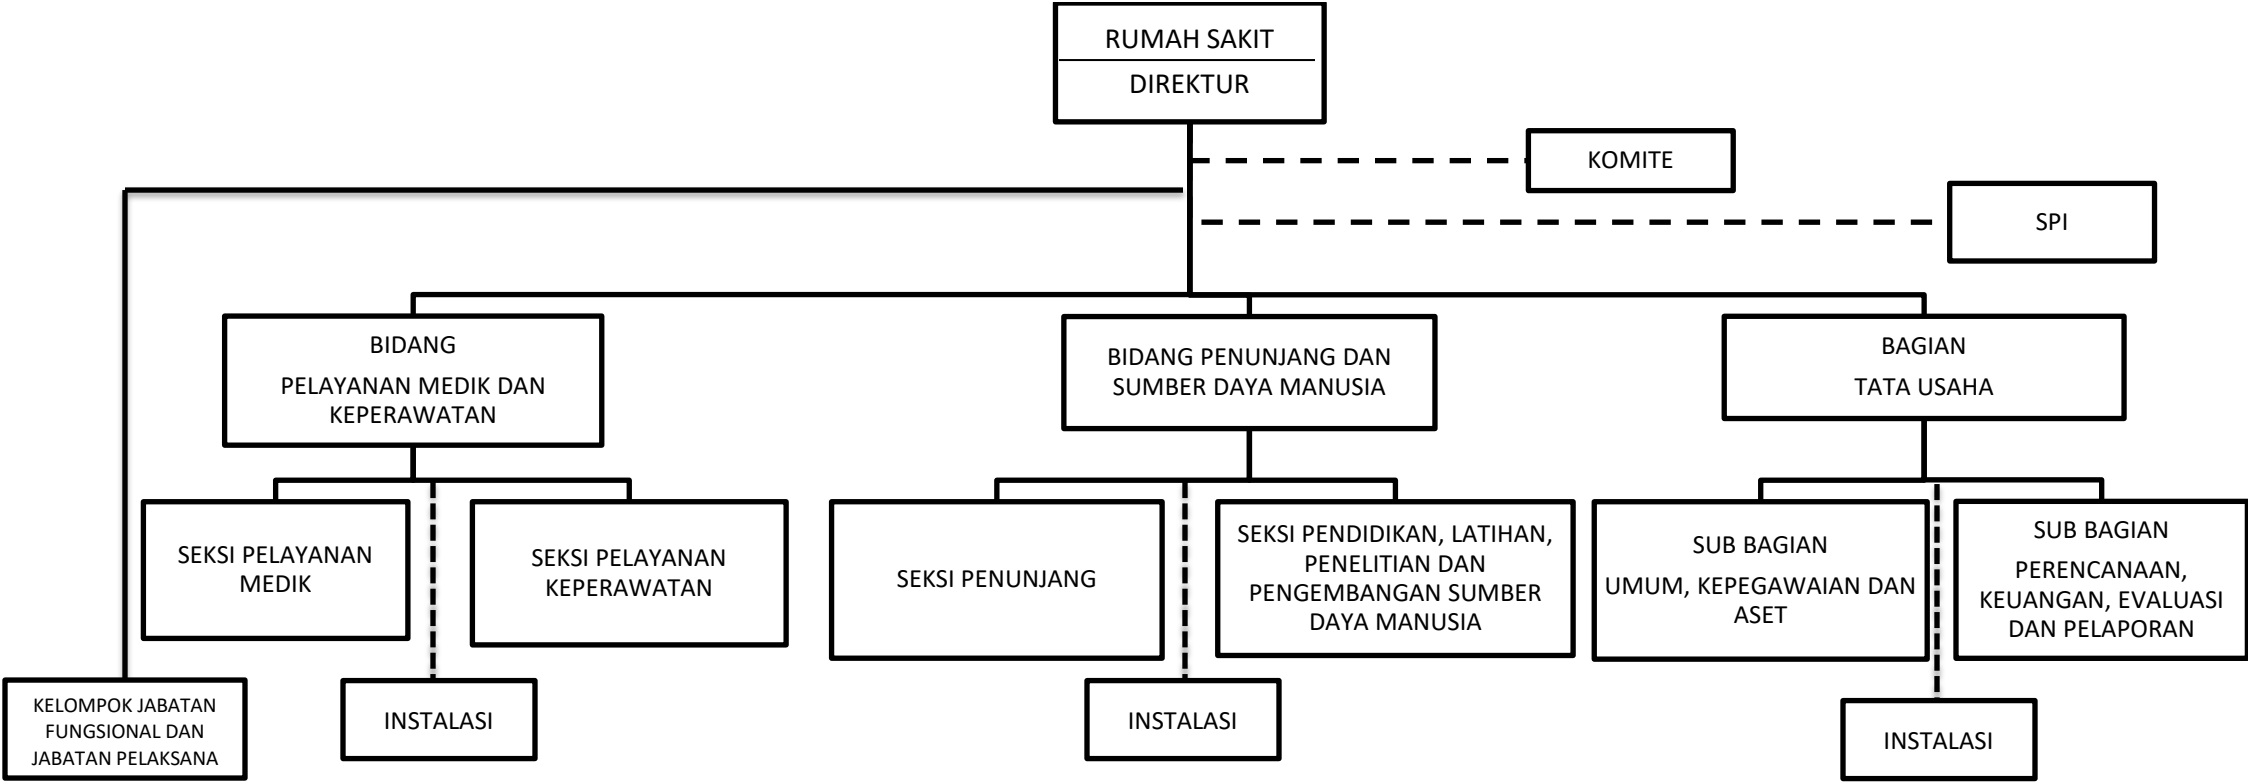 RUMAH SAKIT
DIREKTUR
KOMITE
SPI
BIDANG
PELAYANAN MEDIK DAN
KEPERAWATAN
BIDANG PENUNJANG DAN
SUMBER DAYA MANUSIA
BAGIAN
TATA USAHA
SEKSI PELAYANAN
MEDIK
SEKSI PELAYANAN
KEPERAWATAN
SEKSI PENUNJANG
SEKSI PENDIDIKAN, LATIHAN,
PENELITIAN DAN
PENGEMBANGAN SUMBER
DAYA MANUSIA
SUB BAGIAN
UMUM, KEPEGAWAIAN DAN
ASET
SUB BAGIAN
PERENCANAAN,
KEUANGAN, EVALUASI
DAN PELAPORAN
KELOMPOK JABATAN
FUNGSIONAL DAN
JABATAN PELAKSANA
INSTALASI
INSTALASI
INSTALASI